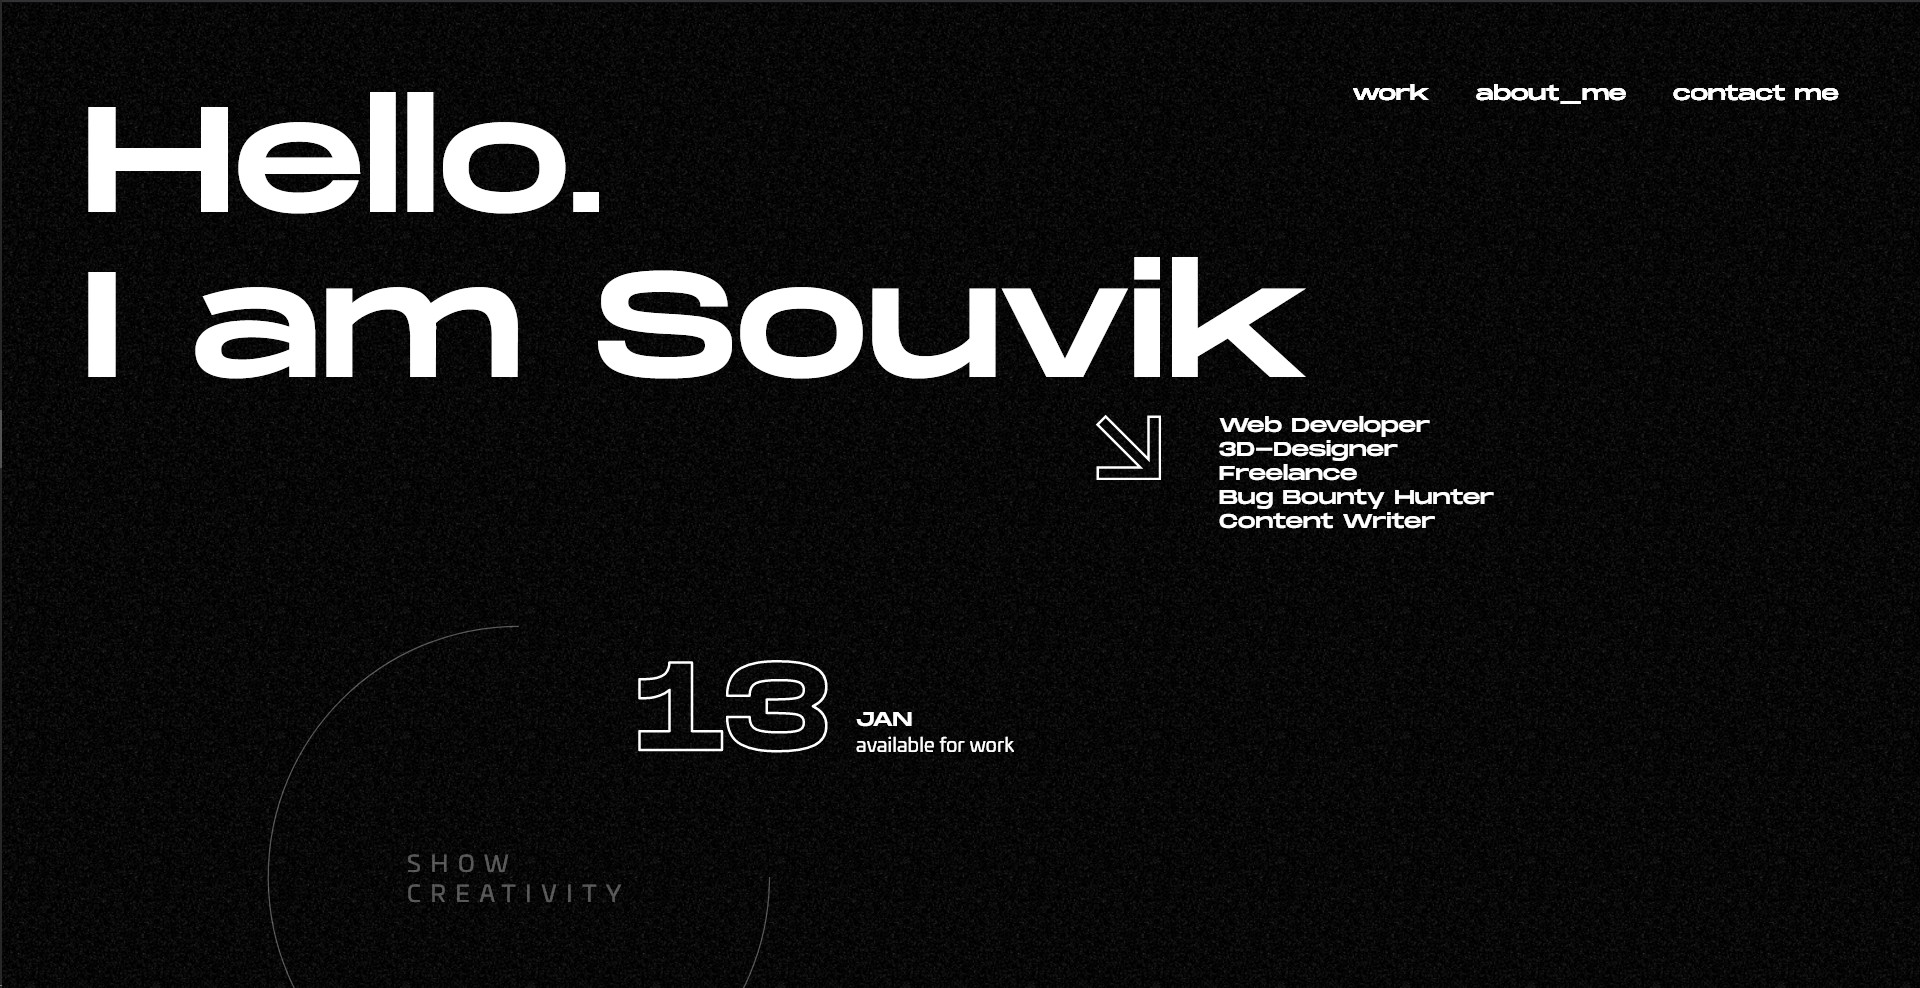 work about_me contact me
Hello.
I am Souvik
Web Developer
3D-Designer
Freelance
Bug Bounty Hunter
Content Writer
13
JAN
available for work
SHOW
CREATIVITY